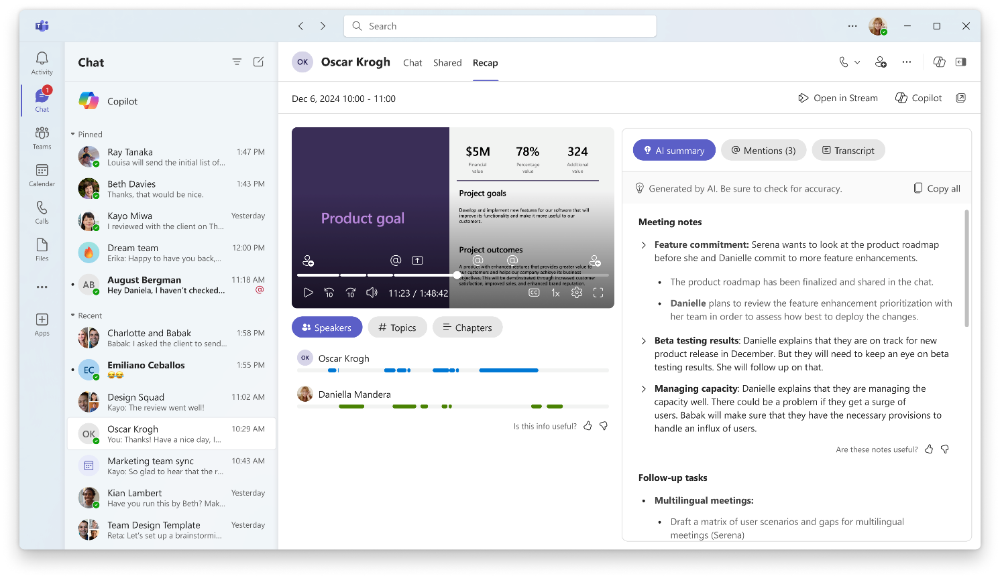 Search
Activity
1
Chat
Teams
Calendar
Calls
Files
Apps
Chat
Copilot
Pinned
Ray Tanaka 1:47 PM
Louisa will send the initial list of...
Beth Davies 1:43 PM
Thanks, that would be nice.
Kayo Miwa Yesterday
I reviewed with the client on Th...
Dream team 12:00 PM
Erika: Happy to have you back,...
AB August Bergman 11:18 AM
Hey Daniela, I haven't checked... @
Recent
Charlotte and Babak 1:58 PM
Babak: I asked the client to send...
EC Emiliano Ceballos 1:55 PM
😂😂
Design Squad 11:02 AM
Kayo: The review went well!
OK Oscar Krogh 10:29 AM
You: Thanks! Have a nice day, I...
Marketing team sync 10:43 AM
Kayo: So glad to hear that the r...
Kian Lambert Yesterday
Have you run this by Beth? Mak...
Team Design Template Yesterday
Reta: Let's set up a brainstormi...
OK Oscar Krogh Chat Shared Recap
Dec 6, 2024 10:00 - 11:00
Open in Stream Copilot
Product goal
$5M 78% 324
Financial value Percentage value Additional value
Project goals
Develop and implement new features for our software that will
improve its functionality and make it more useful to our
customers.
Project outcomes
A product with enhanced features that provides greater value to
our customers and helps our company achieve its business
objectives. This will be demonstrated through increased customer
satisfaction, improved sales, and enhanced brand reputation.
10 10 11:23 / 1:48:42 CC 1x
Speakers # Topics Chapters
OK Oscar Krogh
Daniella Mandera
Is this info useful?
AI summary @ Mentions (3) Transcript
Generated by AI. Be sure to check for accuracy. Copy all
Meeting notes
Feature commitment: Serena wants to look at the product roadmap
before she and Danielle commit to more feature enhancements.
• The product roadmap has been finalized and shared in the chat.
• Danielle plans to review the feature enhancement prioritization with
her team in order to assess how best to deploy the changes.
Beta testing results: Danielle explains that they are on track for new
product release in December. But they will need to keep an eye on beta
testing results. She will follow up on that.
Managing capacity: Danielle explains that they are managing the
capacity well. There could be a problem if they get a surge of
users. Babak will make sure that they have the necessary provisions to
handle an influx of users.
Are these notes useful?
Follow-up tasks
• Multilingual meetings:
• Draft a matrix of user scenarios and gaps for multilingual
meetings (Serena)